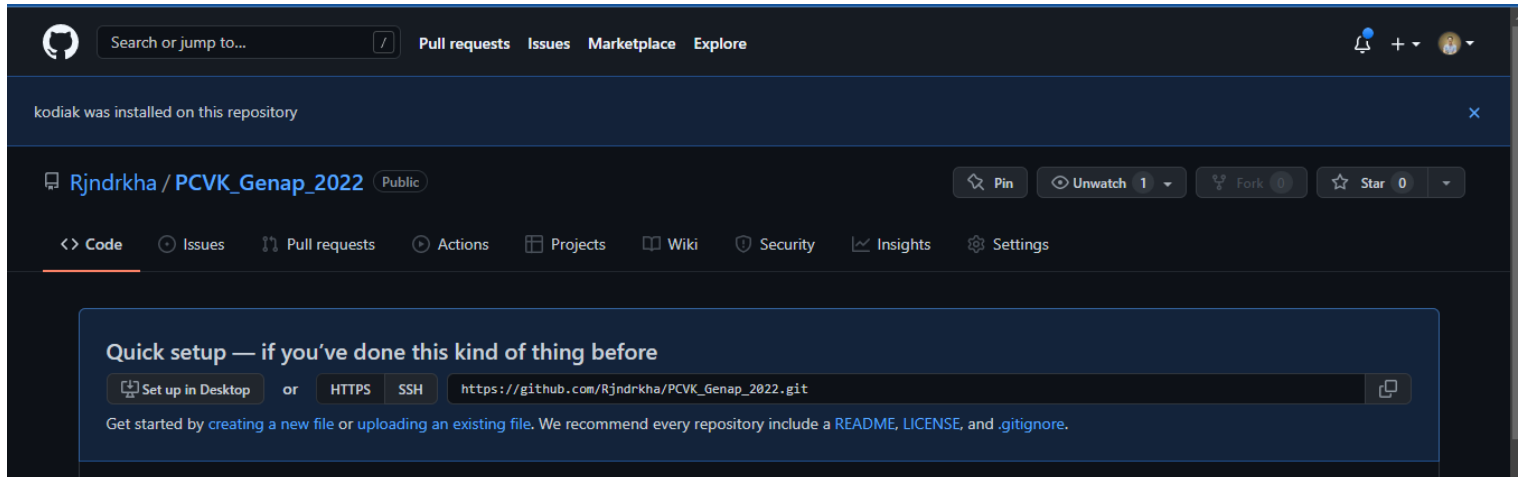 Search or jump to... / Pull requests Issues Marketplace Explore
kodiak was installed on this repository
Rjndrkha / PCVK_Genap_2022 Public Pin Unwatch 1 Fork 0 Star 0
<> Code Issues Pull requests Actions Projects Wiki Security Insights Settings
Quick setup — if you've done this kind of thing before
Set up in Desktop or HTTPS SSH https://github.com/Rjndrkha/PCVK_Genap_2022.git
Get started by creating a new file or uploading an existing file. We recommend every repository include a README, LICENSE, and .gitignore.